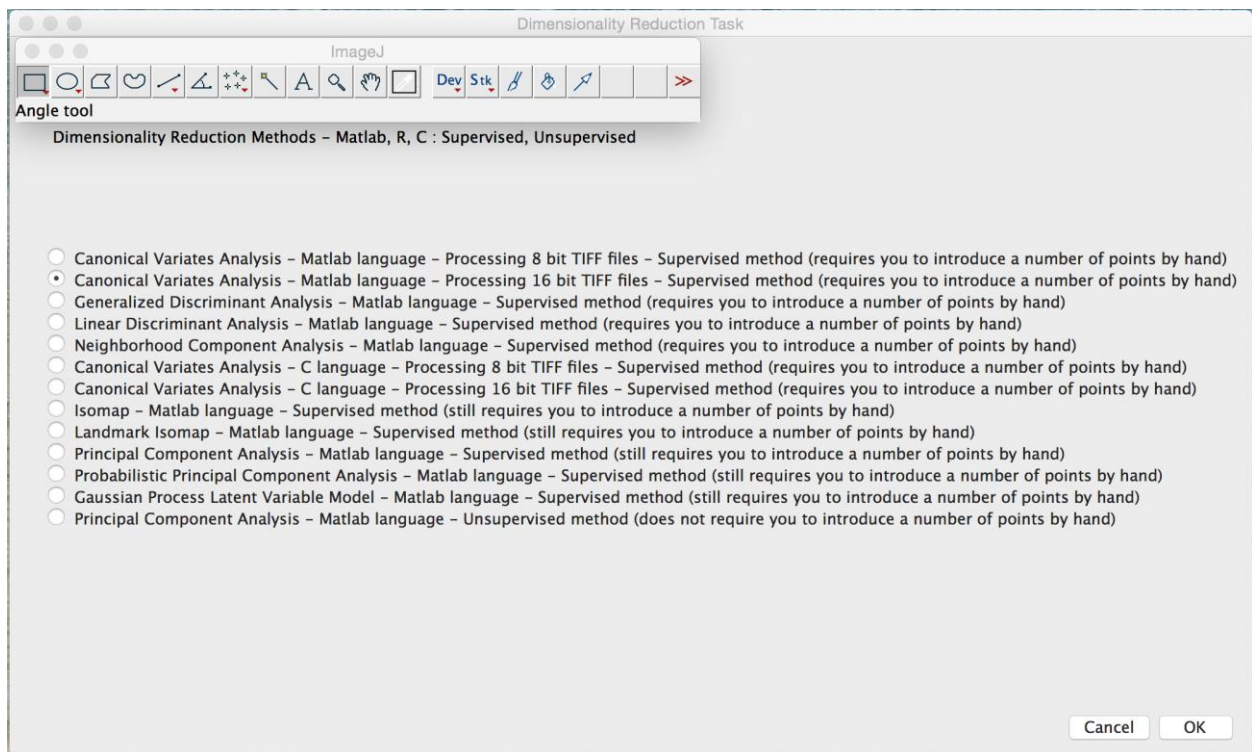 Dimensionality Reduction Task
ImageJ
A Dev Stk >>
Angle tool
Dimensionality Reduction Methods – Matlab, R, C : Supervised, Unsupervised
Canonical Variates Analysis – Matlab language – Processing 8 bit TIFF files – Supervised method (requires you to introduce a number of points by hand)
Canonical Variates Analysis – Matlab language – Processing 16 bit TIFF files – Supervised method (requires you to introduce a number of points by hand)
Generalized Discriminant Analysis – Matlab language – Supervised method (requires you to introduce a number of points by hand)
Linear Discriminant Analysis – Matlab language – Supervised method (requires you to introduce a number of points by hand)
Neighborhood Component Analysis – Matlab language – Supervised method (requires you to introduce a number of points by hand)
Canonical Variates Analysis – C language – Processing 8 bit TIFF files – Supervised method (requires you to introduce a number of points by hand)
Canonical Variates Analysis – C language – Processing 16 bit TIFF files – Supervised method (requires you to introduce a number of points by hand)
Isomap – Matlab language – Supervised method (still requires you to introduce a number of points by hand)
Landmark Isomap – Matlab language – Supervised method (still requires you to introduce a number of points by hand)
Principal Component Analysis – Matlab language – Supervised method (still requires you to introduce a number of points by hand)
Probabilistic Principal Component Analysis – Matlab language – Supervised method (still requires you to introduce a number of points by hand)
Gaussian Process Latent Variable Model – Matlab language – Supervised method (still requires you to introduce a number of points by hand)
Principal Component Analysis – Matlab language – Unsupervised method (does not require you to introduce a number of points by hand)
Cancel OK